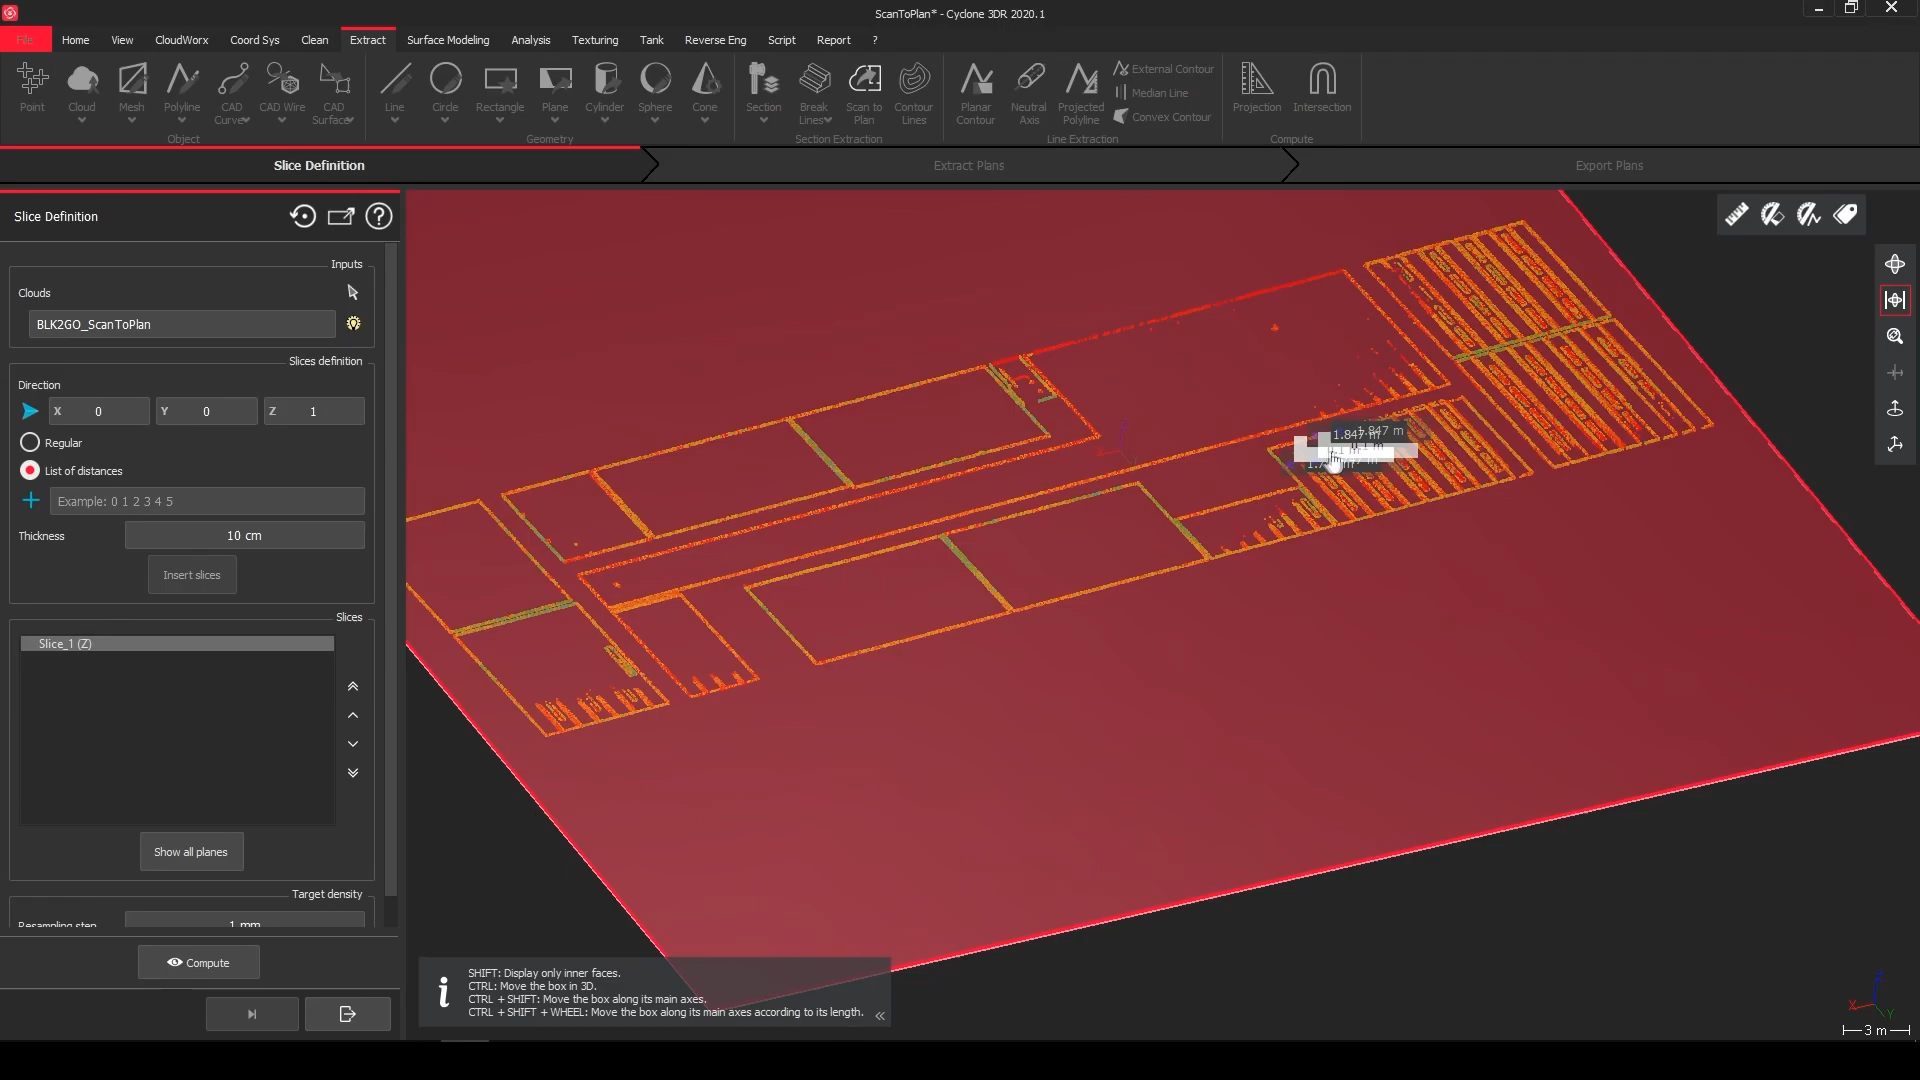 ScanToPlan* - Cyclone 3DR 2020.1
File
Home
View
CloudWorx
Coord Sys
Clean
Extract
Surface Modeling
Analysis
Texturing
Tank
Reverse Eng
Script
Report
?
Point
Cloud
Mesh
Polyline
CAD
Curve
CAD Wire
CAD
Surface
Object
Line
Circle
Rectangle
Plane
Cylinder
Sphere
Cone
Geometry
Section
Break
Lines
Scan to
Plan
Contour
Lines
Section Extraction
Planar
Contour
Neutral
Axis
Projected
Polyline
External Contour
Median Line
Convex Contour
Line Extraction
Projection
Intersection
Compute
Slice Definition
Extract Plans
Export Plans
Slice Definition
Inputs
Clouds
BLK2GO_ScanToPlan
Slices definition
Direction
X 0
Y 0
Z 1
Regular
List of distances
Example: 0 1 2 3 4 5
Thickness
10 cm
Insert slices
Slices
Slice_1 (Z)
Show all planes
Target density
Resampling step
1 mm
Compute
1.847 m
1.847 m
SHIFT: Display only inner faces.
CTRL: Move the box in 3D.
CTRL + SHIFT: Move the box along its main axes.
CTRL + SHIFT + WHEEL: Move the box along its main axes according to its length.
X
Y
3 m